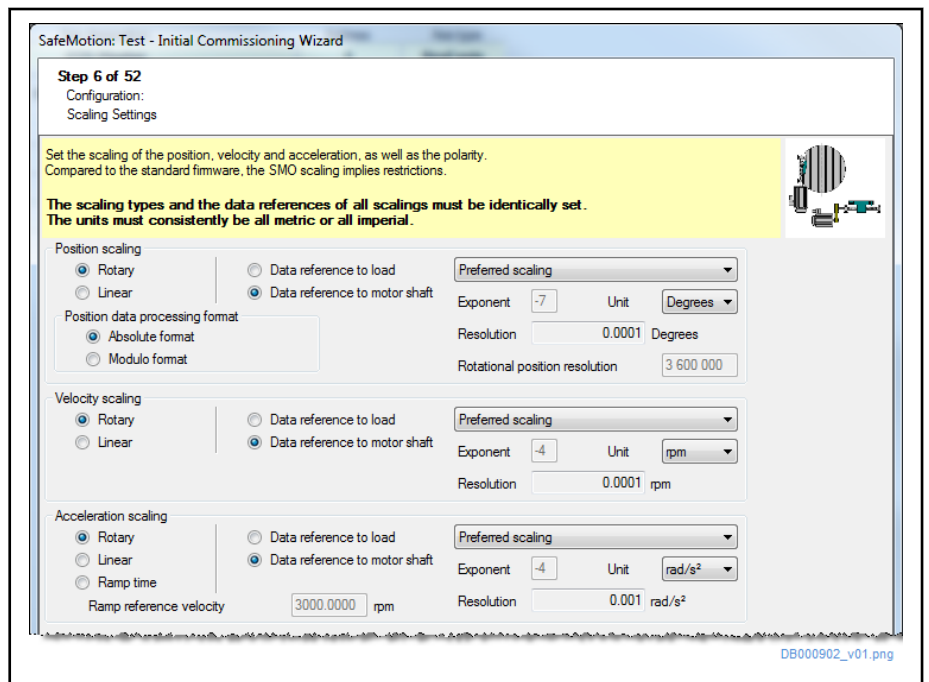 SafeMotion: Test - Initial Commissioning Wizard
Step 6 of 52
Configuration:
Scaling Settings
Set the scaling of the position, velocity and acceleration, as well as the polarity.
Compared to the standard firmware, the SMO scaling implies restrictions.
The scaling types and the data references of all scalings must be identically set.
The units must consistently be all metric or all imperial.
Position scaling
Rotary
Linear
Data reference to load
Data reference to motor shaft
Preferred scaling
Exponent -7 Unit Degrees
Position data processing format
Absolute format
Modulo format
Resolution 0.0001 Degrees
Rotational position resolution 3 600 000
Velocity scaling
Rotary
Linear
Data reference to load
Data reference to motor shaft
Preferred scaling
Exponent -4 Unit rpm
Resolution 0.0001 rpm
Acceleration scaling
Rotary
Linear
Ramp time
Ramp reference velocity 3000.0000 rpm
Data reference to load
Data reference to motor shaft
Preferred scaling
Exponent -4 Unit rad/s²
Resolution 0.001 rad/s²
DB000902_v01.png